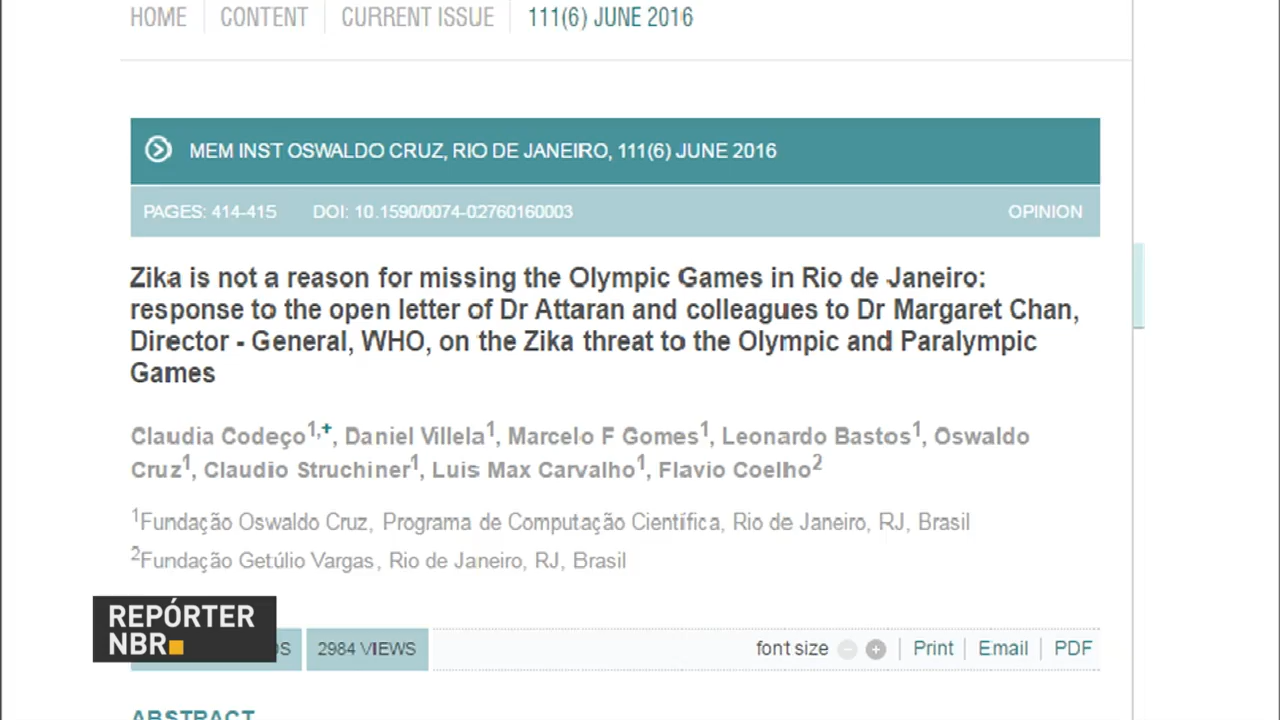 HOME CONTENT CURRENT ISSUE 111(6) JUNE 2016
MEM INST OSWALDO CRUZ, RIO DE JANEIRO, 111(6) JUNE 2016
PAGES: 414-415 DOI: 10.1590/0074-02760160003 OPINION
Zika is not a reason for missing the Olympic Games in Rio de Janeiro:
response to the open letter of Dr Attaran and colleagues to Dr Margaret Chan,
Director - General, WHO, on the Zika threat to the Olympic and Paralympic
Games
Claudia Codeço1,+, Daniel Villela1, Marcelo F Gomes1, Leonardo Bastos1, Oswaldo
Cruz1, Claudio Struchiner1, Luis Max Carvalho1, Flavio Coelho2
1Fundação Oswaldo Cruz, Programa de Computação Científica, Rio de Janeiro, RJ, Brasil
2Fundação Getúlio Vargas, Rio de Janeiro, RJ, Brasil
REPÓRTER
NBR
2984 VIEWS font size Print Email PDF
ABSTRACT